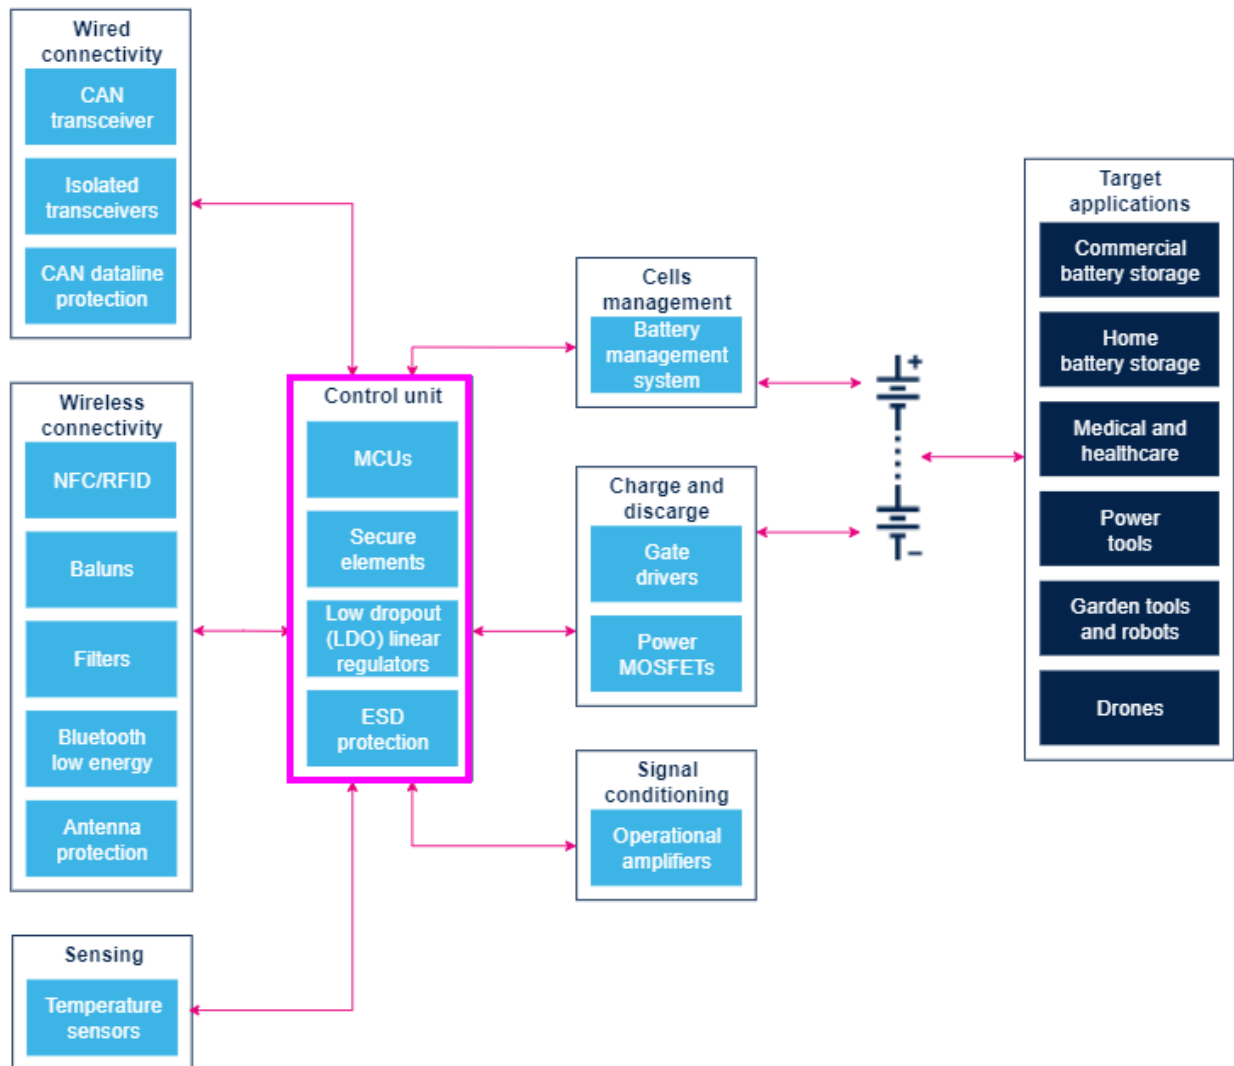 Wired
connectivity
CAN
transceiver
Isolated
transceivers
CAN dataline
protection
Wireless
connectivity
NFC/RFID
Baluns
Filters
Bluetooth
low energy
Antenna
protection
Sensing
Temperature
sensors
Control unit
MCUs
Secure
elements
Low dropout
(LDO) linear
regulators
ESD
protection
Cells
management
Battery
management
system
Charge and
discharge
Gate
drivers
Power
MOSFETs
Signal
conditioning
Operational
amplifiers
+
−
Target
applications
Commercial
battery storage
Home
battery storage
Medical and
healthcare
Power
tools
Garden tools
and robots
Drones